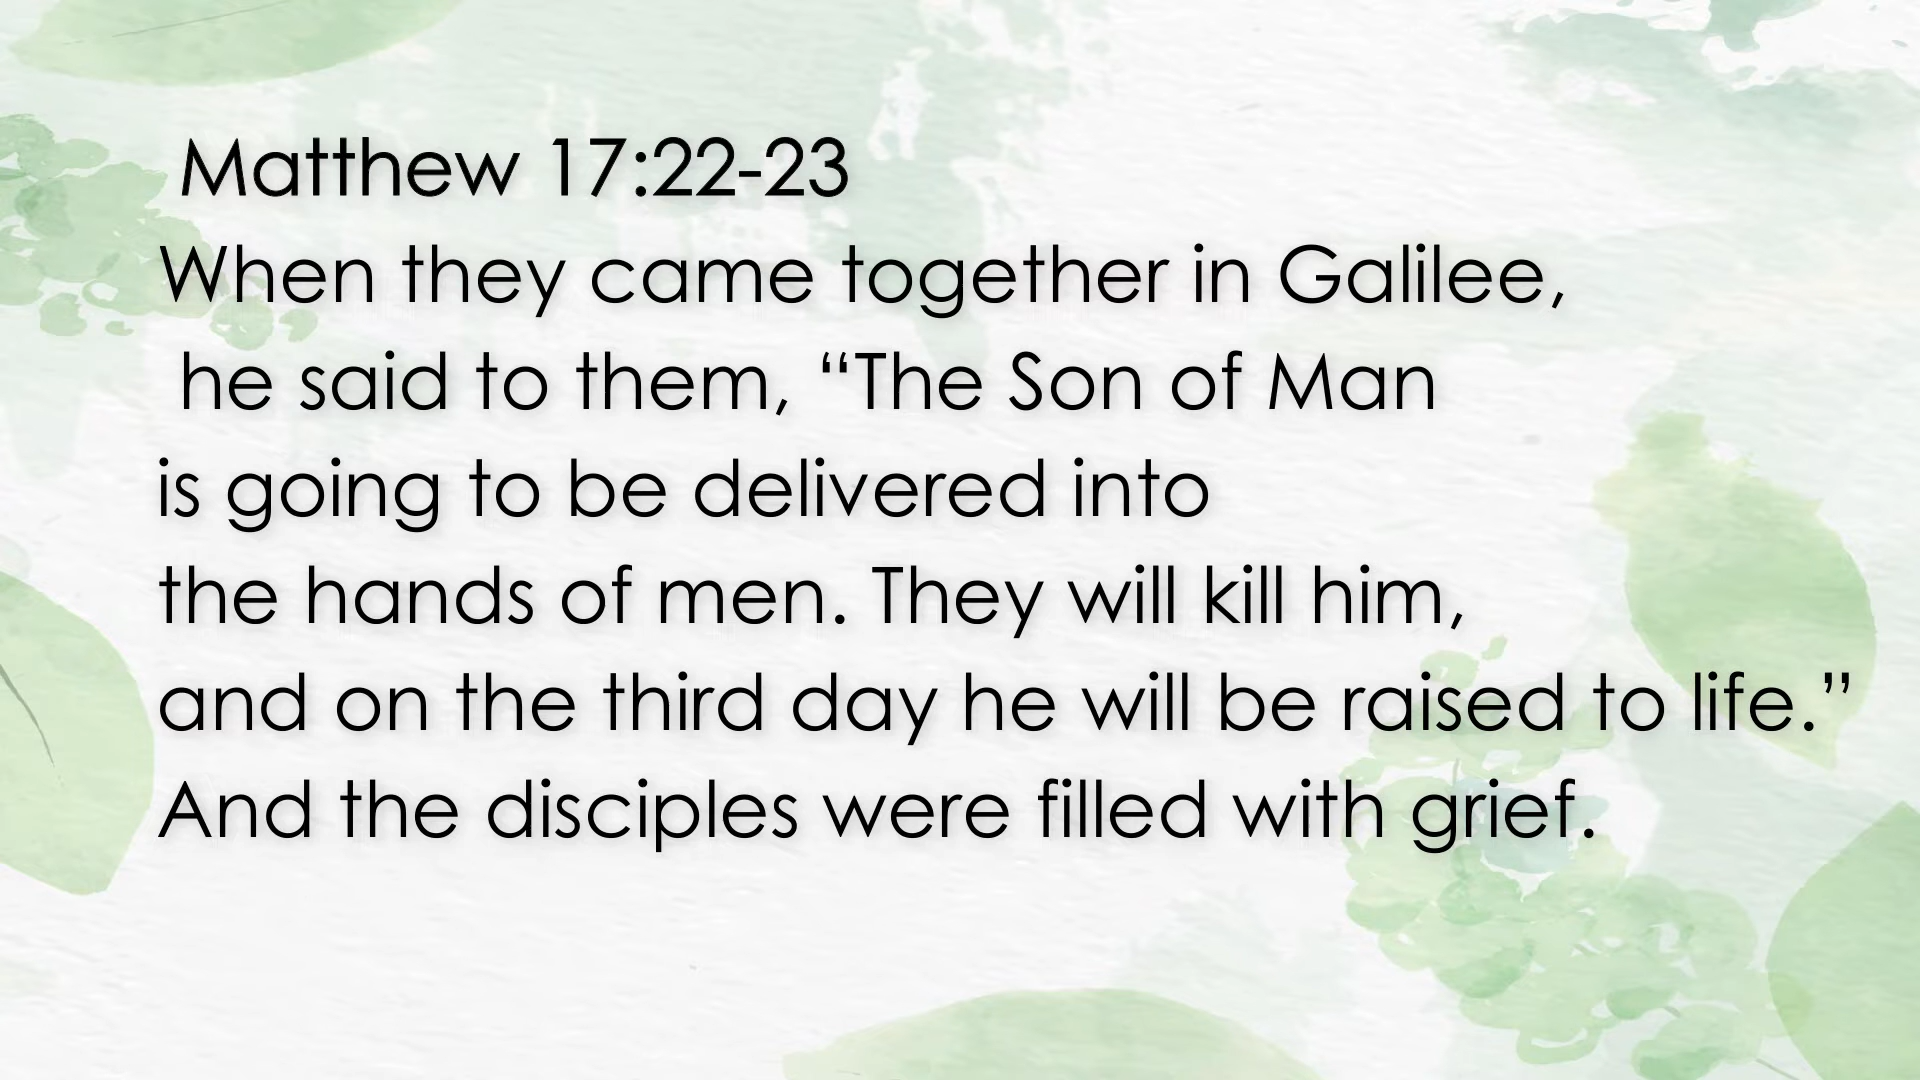 Matthew 17:22-23
When they came together in Galilee,
he said to them, “The Son of Man
is going to be delivered into
the hands of men. They will kill him,
and on the third day he will be raised to life.”
And the disciples were filled with grief.